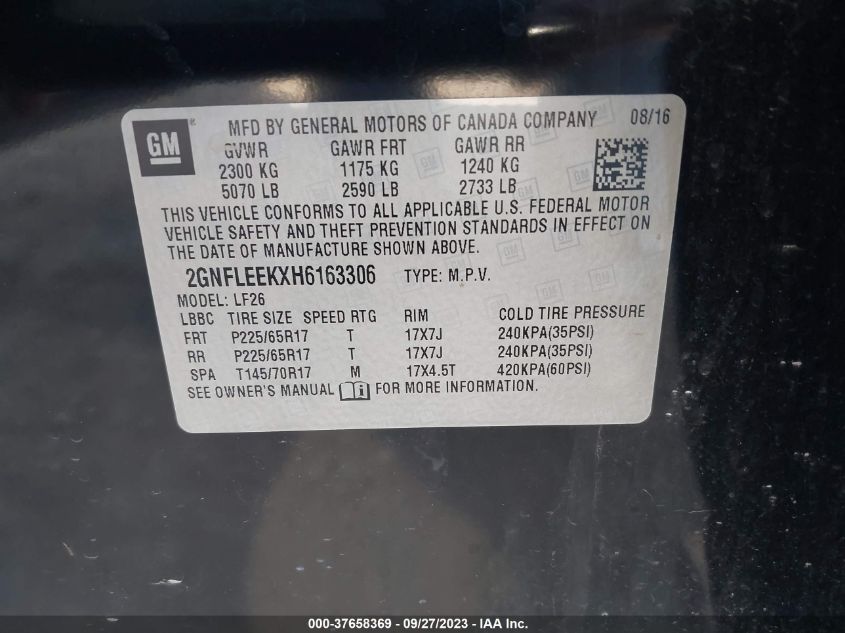 GM ® MFD BY GENERAL MOTORS OF CANADA COMPANY 08/16
GVWR GAWR FRT GAWR RR
2300 KG 1175 KG 1240 KG
5070 LB 2590 LB 2733 LB
THIS VEHICLE CONFORMS TO ALL APPLICABLE U.S. FEDERAL MOTOR
VEHICLE SAFETY AND THEFT PREVENTION STANDARDS IN EFFECT ON
THE DATE OF MANUFACTURE SHOWN ABOVE.
2GNFLEEKXH6163306 TYPE: M.P.V.
MODEL: LF26
LBBC TIRE SIZE SPEED RTG RIM COLD TIRE PRESSURE
FRT P225/65R17 T 17X7J 240KPA(35PSI)
RR P225/65R17 T 17X7J 240KPA(35PSI)
SPA T145/70R17 M 17X4.5T 420KPA(60PSI)
SEE OWNER'S MANUAL FOR MORE INFORMATION.
000-37658369 - 09/27/2023 - IAA Inc.